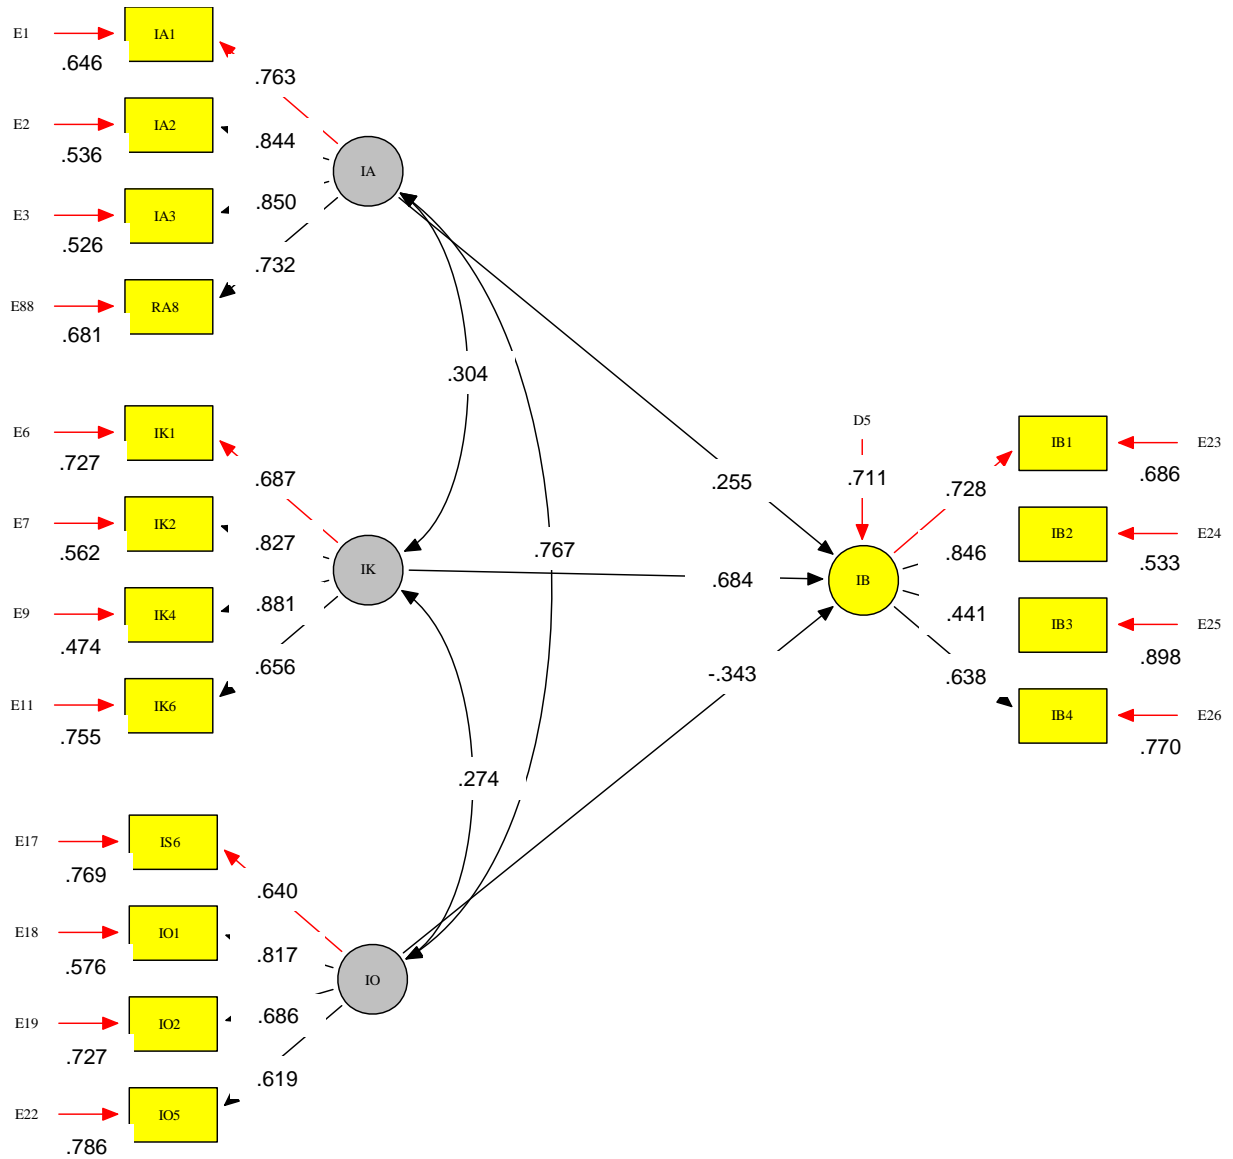 E1
.646
IA1
.763
E2
.536
IA2
.844
E3
.526
IA3
.850
E88
.681
RA8
.732
IA
.304
E6
.727
IK1
.687
E7
.562
IK2
.827
E9
.474
IK4
.881
E11
.755
IK6
.656
IK
.767
.274
E17
.769
IS6
.640
E18
.576
IO1
.817
E19
.727
IO2
.686
E22
.786
IO5
.619
IO
.255
.684
-.343
D5
.711
IB
.728
IB1
E23
.686
.846
IB2
E24
.533
.441
IB3
E25
.898
.638
IB4
E26
.770